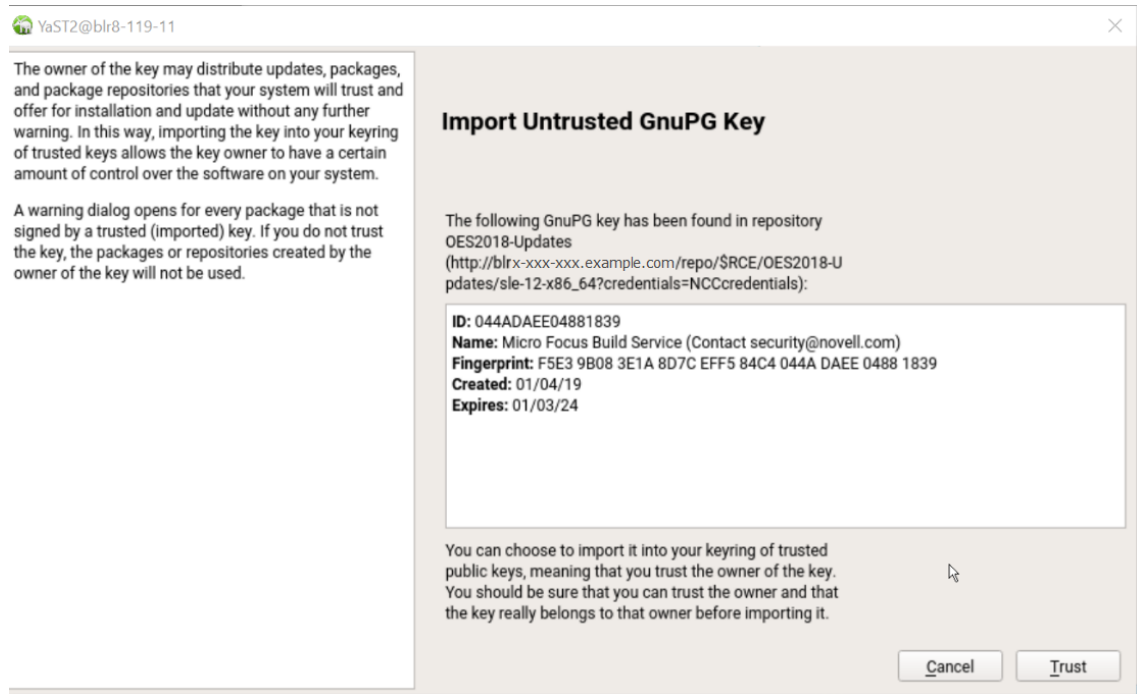 YaST2@blr8-119-11
The owner of the key may distribute updates, packages,
and package repositories that your system will trust and
offer for installation and update without any further
warning. In this way, importing the key into your keyring
of trusted keys allows the key owner to have a certain
amount of control over the software on your system.
A warning dialog opens for every package that is not
signed by a trusted (imported) key. If you do not trust
the key, the packages or repositories created by the
owner of the key will not be used.
Import Untrusted GnuPG Key
The following GnuPG key has been found in repository
OES2018-Updates
(http://blrx-xxx-xxx.example.com/repo/$RCE/OES2018-U
pdates/sle-12-x86_64?credentials=NCCcredentials):
ID: 044ADAEE04881839
Name: Micro Focus Build Service (Contact security@novell.com)
Fingerprint: F5E3 9B08 3E1A 8D7C EFF5 84C4 044A DAEE 0488 1839
Created: 01/04/19
Expires: 01/03/24
You can choose to import it into your keyring of trusted
public keys, meaning that you trust the owner of the key.
You should be sure that you can trust the owner and that
the key really belongs to that owner before importing it.
Cancel
Trust